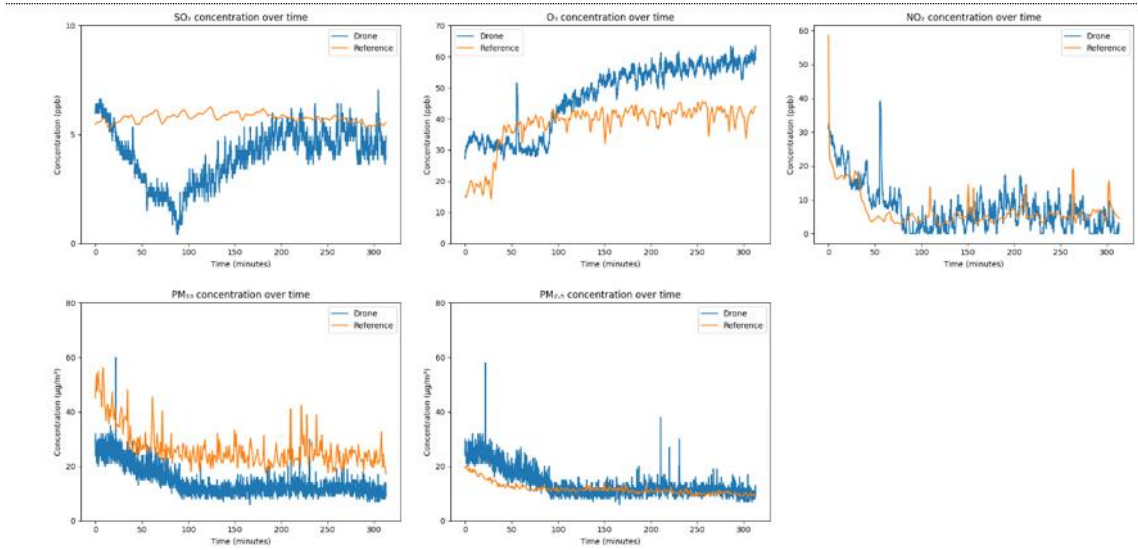 SO₂ concentration over time
Concentration (ppb)
10
5
0
Drone
Reference
0 50 100 150 200 250 300
Time (minutes)
O₃ concentration over time
Concentration (ppb)
70
60
50
40
30
20
10
0
Drone
Reference
0 50 100 150 200 250 300
Time (minutes)
NO₂ concentration over time
Concentration (ppb)
60
50
40
30
20
10
0
Drone
Reference
0 50 100 150 200 250 300
Time (minutes)
PM₁₀ concentration over time
Concentration (µg/m³)
80
60
40
20
0
Drone
Reference
0 50 100 150 200 250 300
Time (minutes)
PM₂.₅ concentration over time
Concentration (µg/m³)
80
60
40
20
0
Drone
Reference
0 50 100 150 200 250 300
Time (minutes)